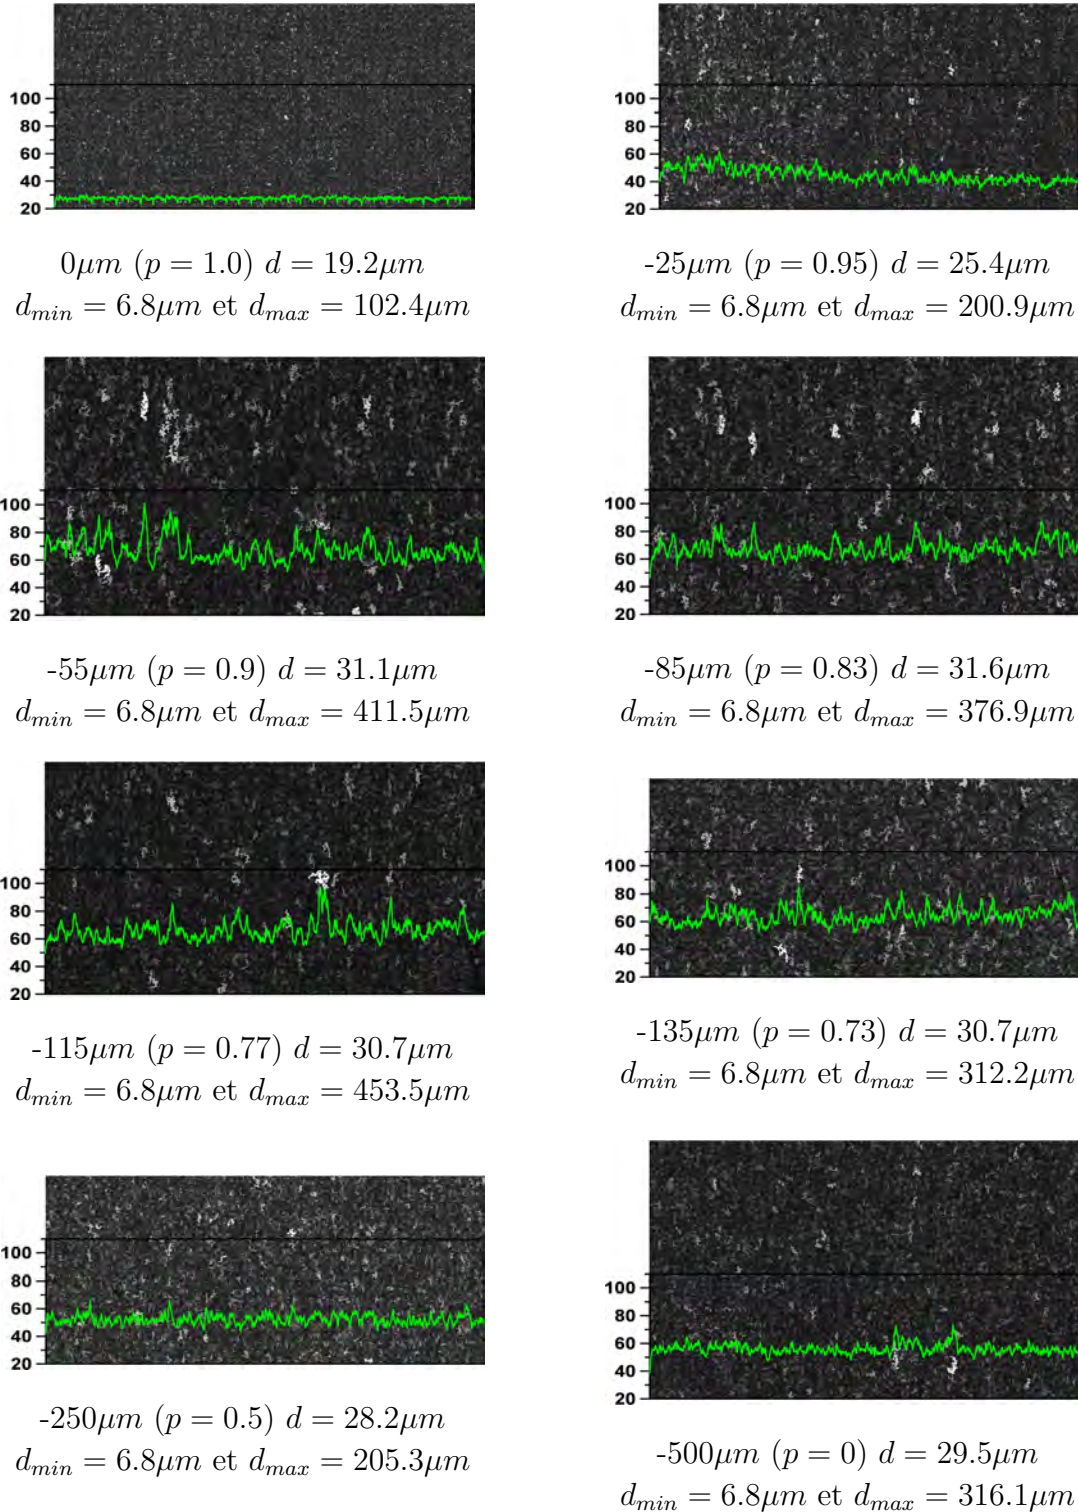 100
80
60
40
20
100
80
60
40
20
0μm (p = 1.0) d = 19.2μm
d_min = 6.8μm et d_max = 102.4μm
-25μm (p = 0.95) d = 25.4μm
d_min = 6.8μm et d_max = 200.9μm
100
80
60
40
20
100
80
60
40
20
-55μm (p = 0.9) d = 31.1μm
d_min = 6.8μm et d_max = 411.5μm
-85μm (p = 0.83) d = 31.6μm
d_min = 6.8μm et d_max = 376.9μm
100
80
60
40
20
100
80
60
40
20
-115μm (p = 0.77) d = 30.7μm
d_min = 6.8μm et d_max = 453.5μm
-135μm (p = 0.73) d = 30.7μm
d_min = 6.8μm et d_max = 312.2μm
100
80
60
40
20
100
80
60
40
20
-250μm (p = 0.5) d = 28.2μm
d_min = 6.8μm et d_max = 205.3μm
-500μm (p = 0) d = 29.5μm
d_min = 6.8μm et d_max = 316.1μm